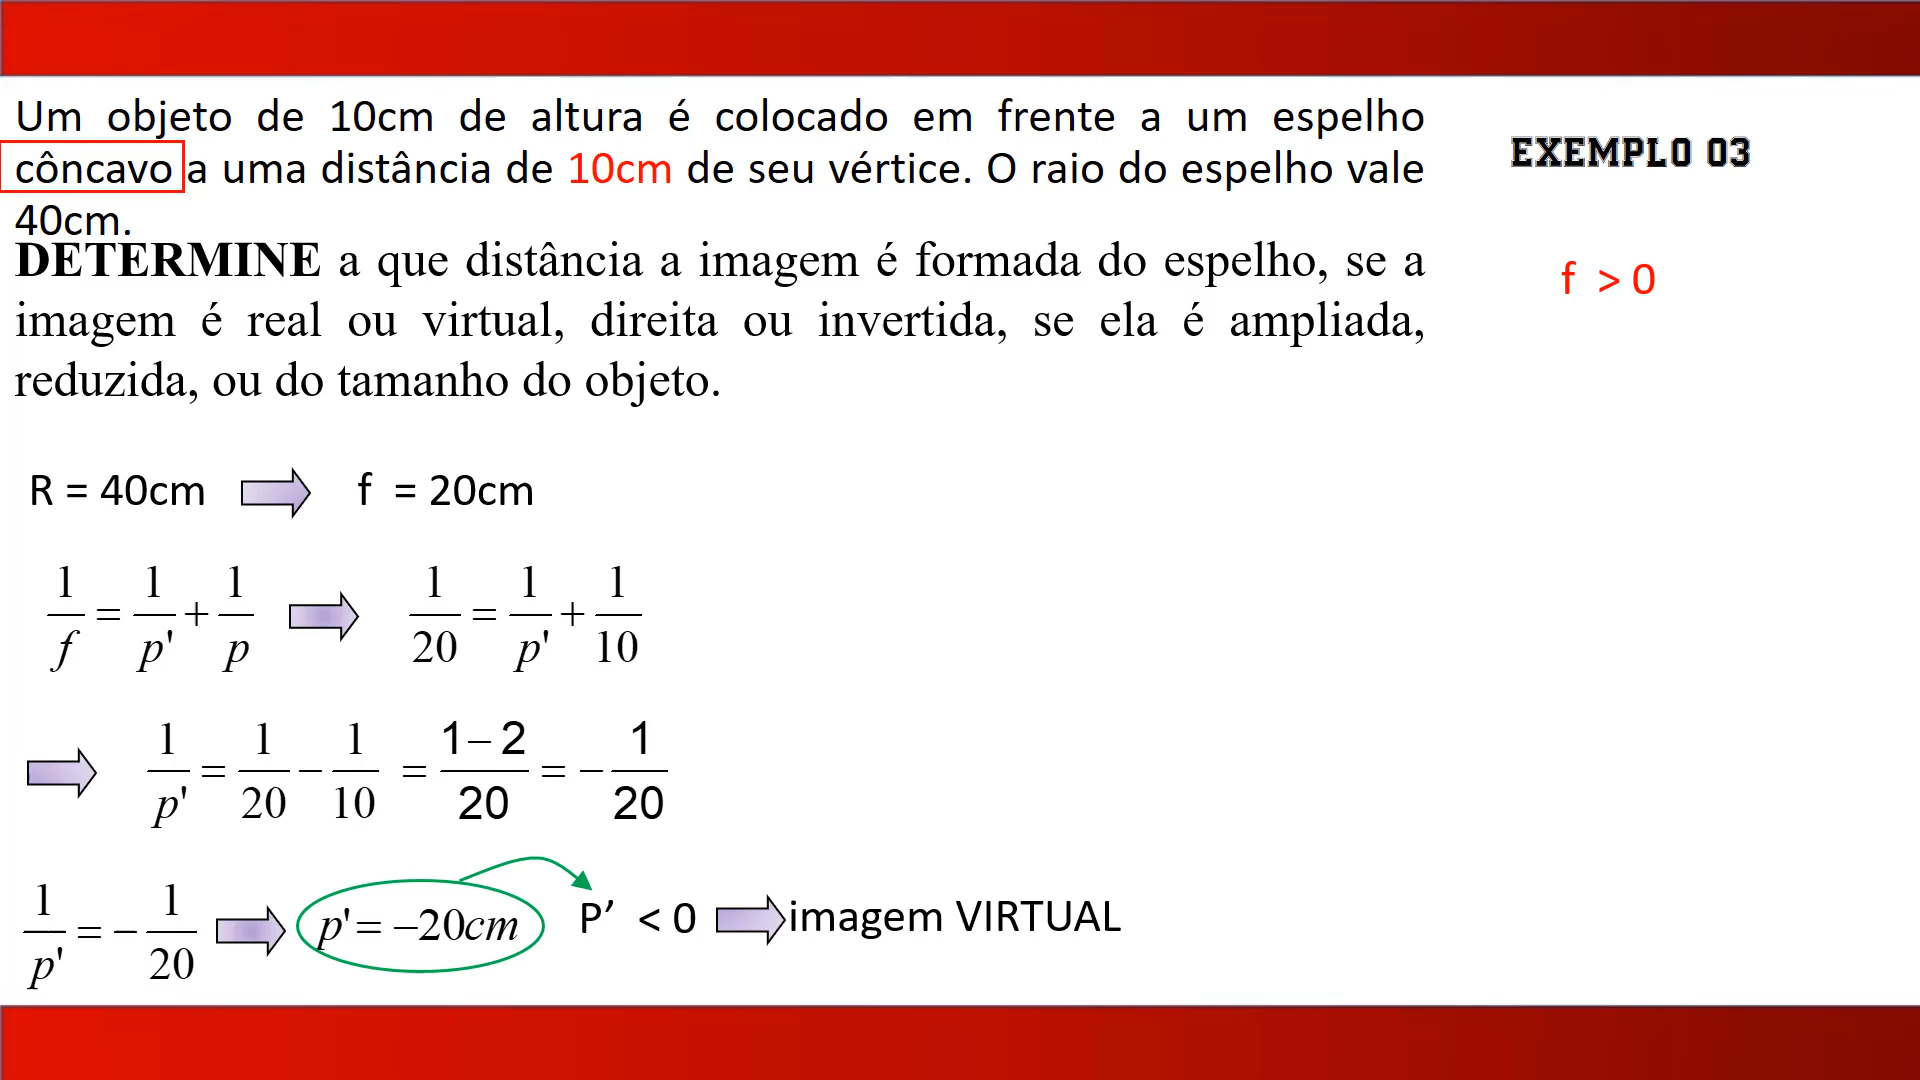 Um objeto de 10cm de altura é colocado em frente a um espelho
côncavo a uma distância de 10cm de seu vértice. O raio do espelho vale
40cm.
DETERMINE a que distância a imagem é formada do espelho, se a
imagem é real ou virtual, direita ou invertida, se ela é ampliada,
reduzida, ou do tamanho do objeto.
EXEMPLO 03
f > 0
R = 40cm f = 20cm
1/f = 1/p' + 1/p 1/20 = 1/p' + 1/10
1/p' = 1/20 − 1/10 = 1 − 2/20 = − 1/20
1/p' = − 1/20 p' = −20cm P’ < 0 imagem VIRTUAL